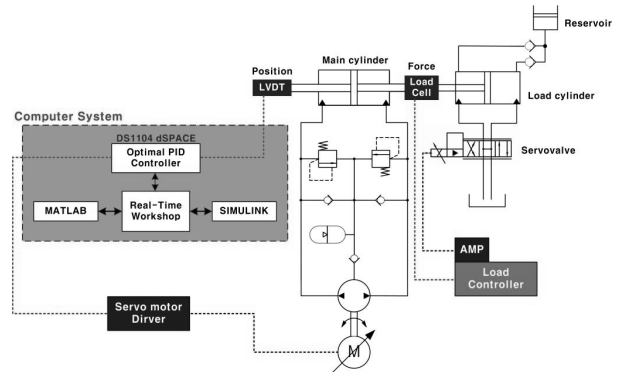 Reservoir
Main cylinder
Position
Force
LVDT
Load
Cell
Load cylinder
Computer System
DS1104 dSPACE
Optimal PID
Controller
Servovalve
MATLAB
Real-Time
Workshop
SIMULINK
AMP
Load
Controller
Servo motor
Dirver
M